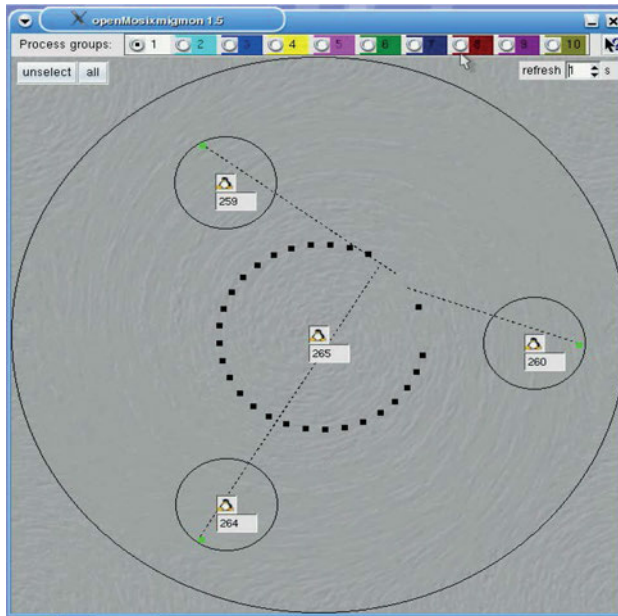 openMosixmigmon 1.5
Process groups: 1 2 3 4 5 6 7 8 9 10
unselect all refresh 1 s
259
265
260
264